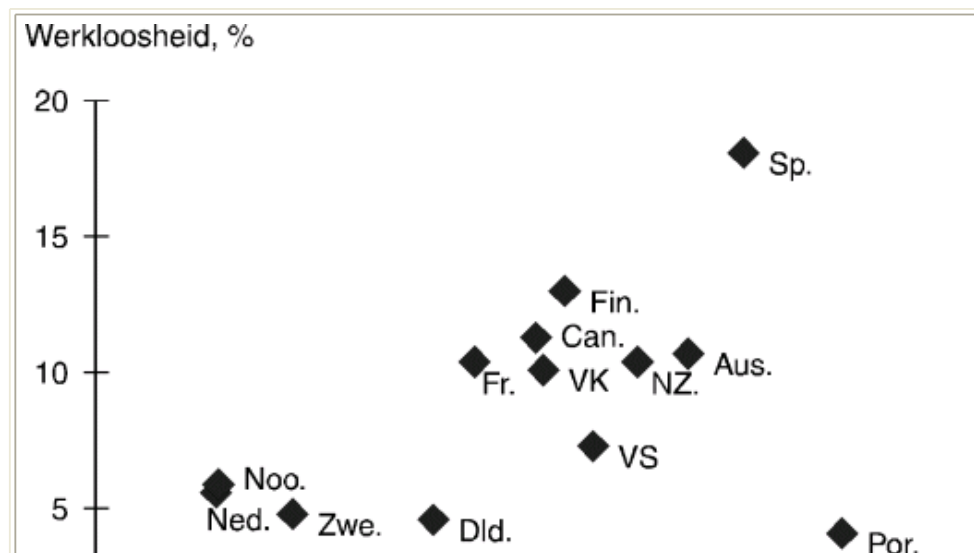 Werkloosheid, %
20
Sp.
15
Fin.
Can.
10
Fr.
VK
NZ.
Aus.
VS
Noo.
5
Ned.
Zwe.
Dld.
Por.